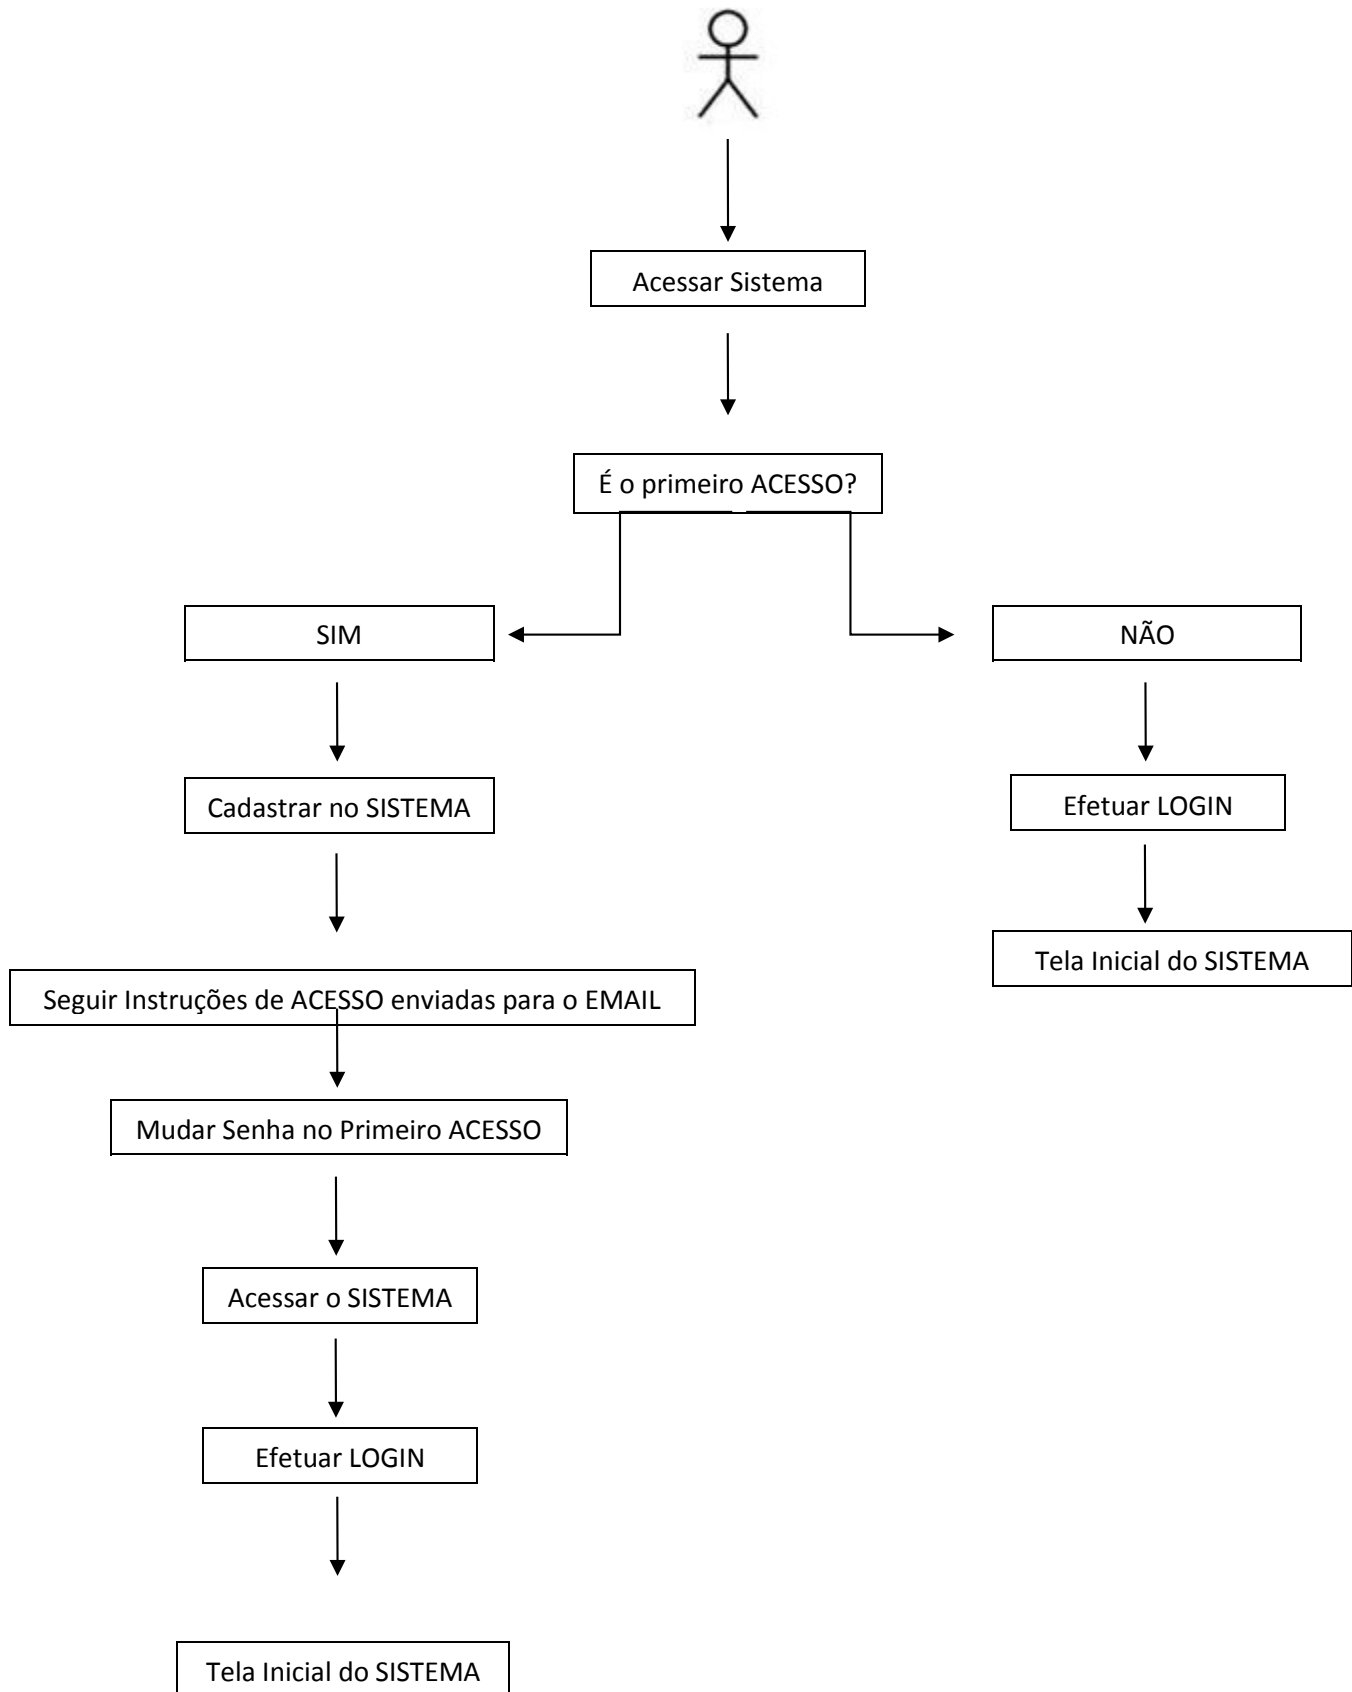 Acessar Sistema
É o primeiro ACESSO?
SIM
NÃO
Cadastrar no SISTEMA
Efetuar LOGIN
Tela Inicial do SISTEMA
Seguir Instruções de ACESSO enviadas para o EMAIL
Mudar Senha no Primeiro ACESSO
Acessar o SISTEMA
Efetuar LOGIN
Tela Inicial do SISTEMA